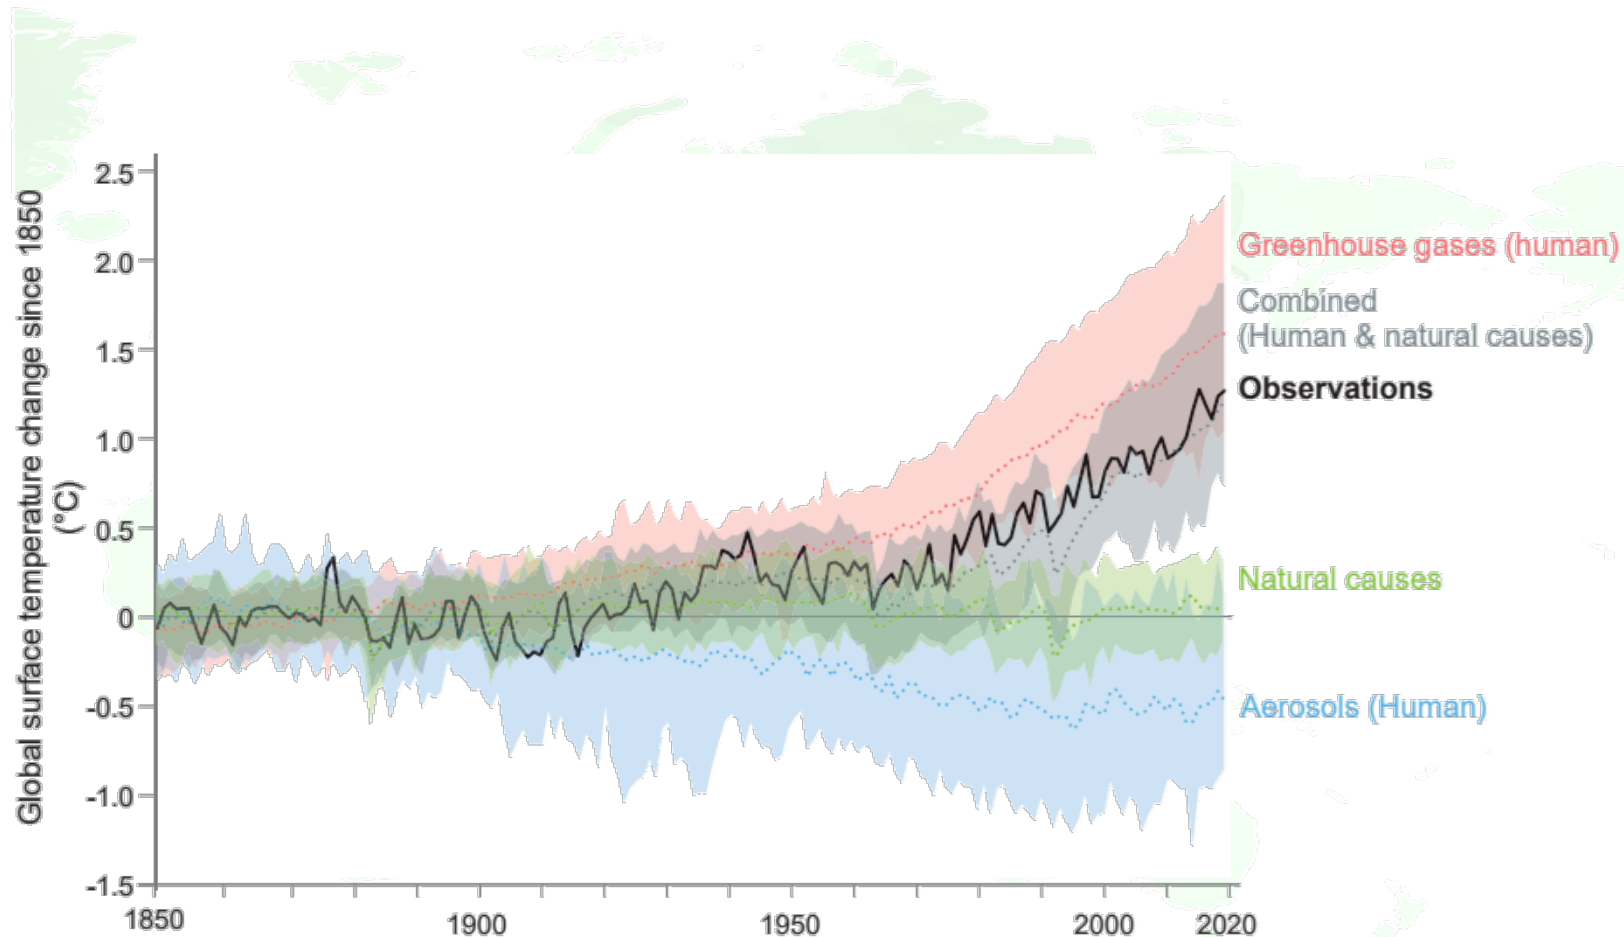 Global surface temperature change since 1850
(°C)
2.5
2.0
1.5
1.0
0.5
0
-0.5
-1.0
-1.5
1850
1900
1950
2000
2020
Greenhouse gases (human)
Combined
(Human & natural causes)
Observations
Natural causes
Aerosols (Human)